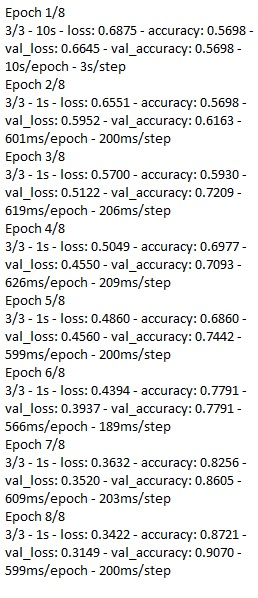 Epoch 1/8
3/3 - 10s - loss: 0.6875 - accuracy: 0.5698 -
val_loss: 0.6645 - val_accuracy: 0.5698 -
10s/epoch - 3s/step
Epoch 2/8
3/3 - 1s - loss: 0.6551 - accuracy: 0.5698 -
val_loss: 0.5952 - val_accuracy: 0.6163 -
601ms/epoch - 200ms/step
Epoch 3/8
3/3 - 1s - loss: 0.5700 - accuracy: 0.5930 -
val_loss: 0.5122 - val_accuracy: 0.7209 -
619ms/epoch - 206ms/step
Epoch 4/8
3/3 - 1s - loss: 0.5049 - accuracy: 0.6977 -
val_loss: 0.4550 - val_accuracy: 0.7093 -
626ms/epoch - 209ms/step
Epoch 5/8
3/3 - 1s - loss: 0.4860 - accuracy: 0.6860 -
val_loss: 0.4560 - val_accuracy: 0.7442 -
599ms/epoch - 200ms/step
Epoch 6/8
3/3 - 1s - loss: 0.4394 - accuracy: 0.7791 -
val_loss: 0.3937 - val_accuracy: 0.7791 -
566ms/epoch - 189ms/step
Epoch 7/8
3/3 - 1s - loss: 0.3632 - accuracy: 0.8256 -
val_loss: 0.3520 - val_accuracy: 0.8605 -
609ms/epoch - 203ms/step
Epoch 8/8
3/3 - 1s - loss: 0.3422 - accuracy: 0.8721 -
val_loss: 0.3149 - val_accuracy: 0.9070 -
599ms/epoch - 200ms/step